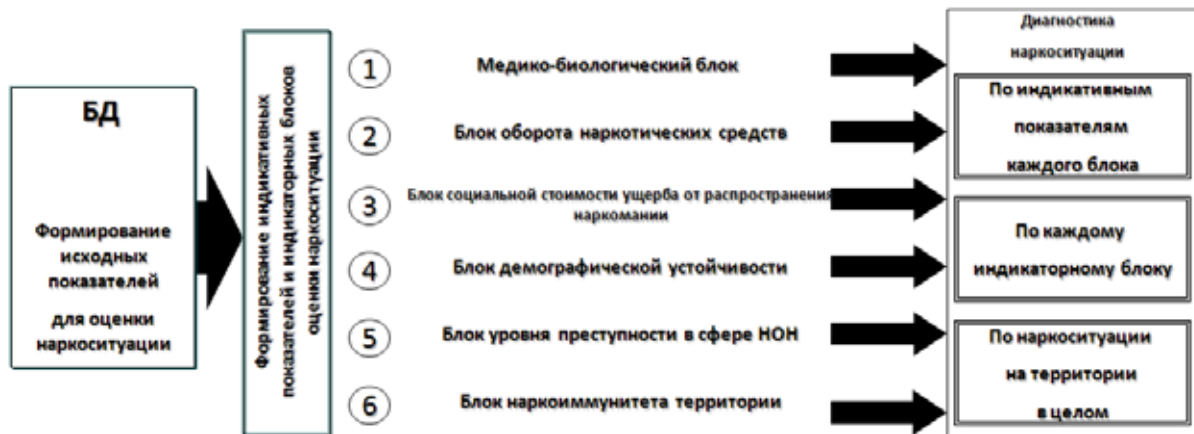 БД
Формирование
исходных
показателей
для оценки
наркоситуации
Формирование индикативных
показателей и индикаторных блоков
оценки наркоситуации
1
Медико-биологический блок
2
Блок оборота наркотических средств
3
Блок социальной стоимости ущерба от распространения
наркомании
4
Блок демографической устойчивости
5
Блок уровня преступности в сфере НОН
6
Блок наркоиммунитета территории
Диагностика
наркоситуации
По индикативным
показателям
каждого блока
По каждому
индикаторному блоку
По наркоситуации
на территории
в целом